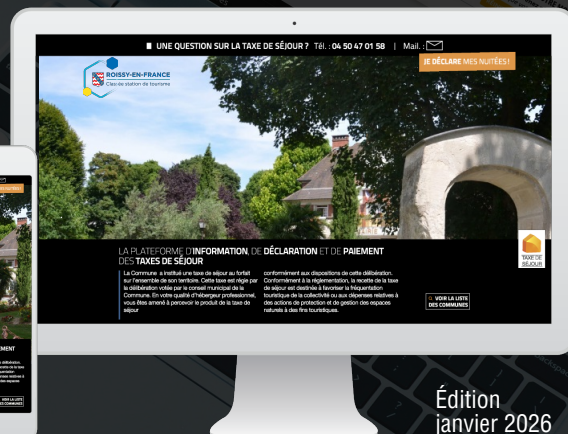 UNE QUESTION SUR LA TAXE DE SÉJOUR ? Tél. : 04 50 47 01 58 | Mail. :
JE DÉCLARE MES NUITÉES !
ROISSY-EN-FRANCE
Classée station de tourisme
LA PLATEFORME D'INFORMATION, DE DÉCLARATION ET DE PAIEMENT
DES TAXES DE SÉJOUR
La Commune a institué une taxe de séjour au forfait
sur l'ensemble de son territoire. Cette taxe est régie par
la délibération votée par le conseil municipal de la
Commune. En votre qualité d'hébergeur professionnel,
vous êtes amené à percevoir le produit de la taxe de
séjour
conformément aux dispositions de cette délibération.
Conformément à la réglementation, la recette de la taxe
de séjour est destinée à favoriser la fréquentation
touristique de la collectivité ou aux dépenses relatives à
des actions de protection et de gestion des espaces
naturels à des fins touristiques.
TAXE DE
SÉJOUR
VOIR LA LISTE
DES COMMUNES
VOIR LA LISTE
DES COMMUNES
Édition
janvier 2026